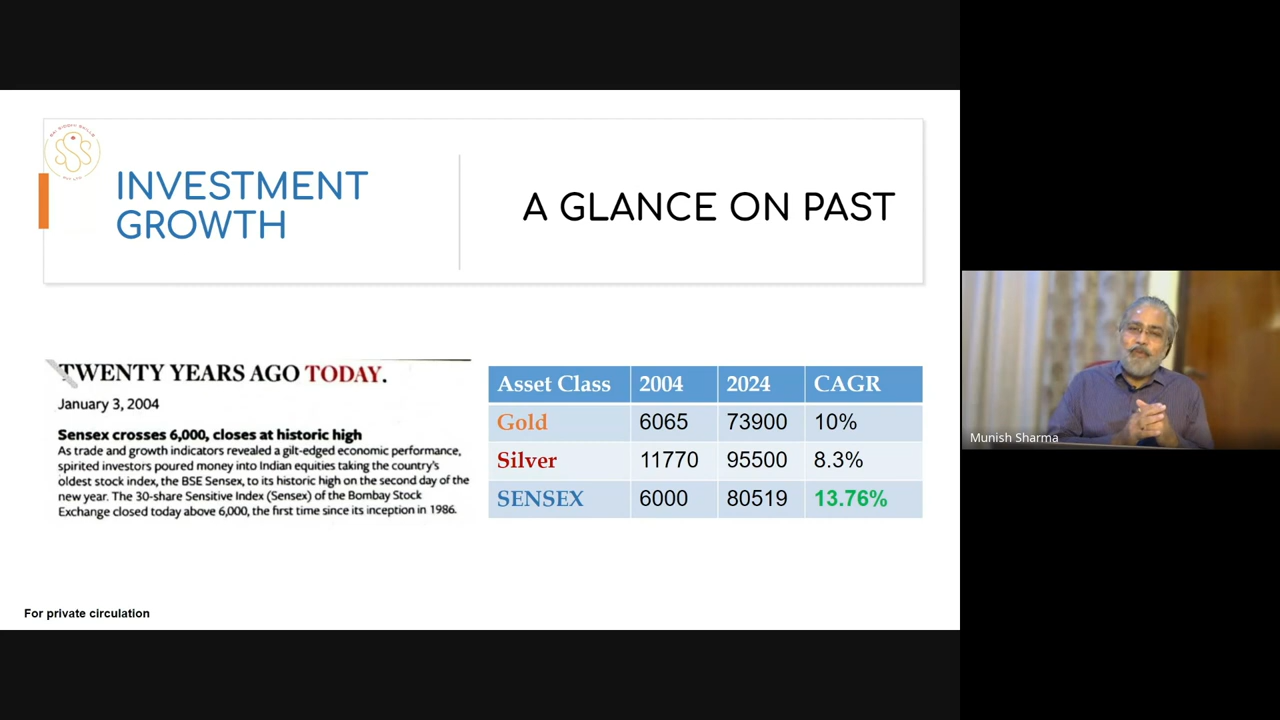 INVESTMENT
GROWTH
A GLANCE ON PAST
TWENTY YEARS AGO TODAY.
January 3, 2004
Sensex crosses 6,000, closes at historic high
As trade and growth indicators revealed a gilt-edged economic performance,
spirited investors poured money into Indian equities taking the country's
oldest stock index, the BSE Sensex, to its historic high on the second day of the
new year. The 30-share Sensitive Index (Sensex) of the Bombay Stock
Exchange closed today above 6,000, the first time since its inception in 1986.
Asset Class 2004 2024 CAGR
Gold 6065 73900 10%
Silver 11770 95500 8.3%
SENSEX 6000 80519 13.76%
For private circulation
Munish Sharma